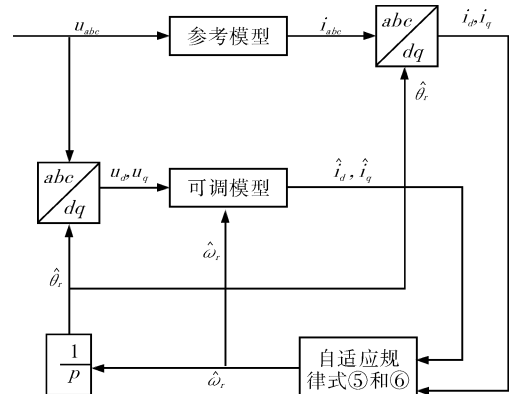 u_abc
参考模型
i_abc
abc
dq
i_d,i_q
θ̂_r
abc
dq
u_d,u_q
可调模型
î_d,î_q
θ̂_r
ω̂_r
1
p
ω̂_r
自适应规
律式⑤和⑥